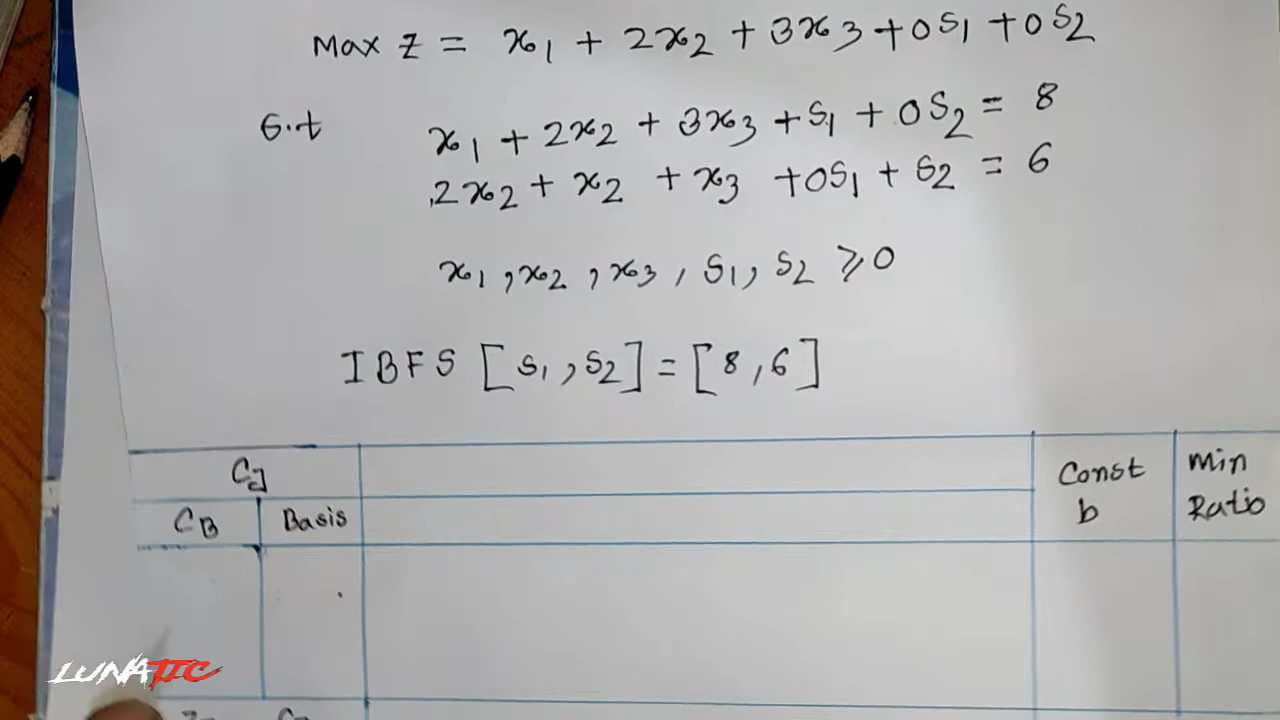 Max Z = x1 + 2x2 + 3x3 + 0S1 + 0S2
S.t x1 + 2x2 + 3x3 + S1 + 0S2 = 8
2x2 + x2 + x3 + 0S1 + S2 = 6
x1, x2, x3, S1, S2 ≥ 0
IBFS [S1, S2] = [8, 6]
CJ Const b Min Ratio
CB Basis
LUNATIC